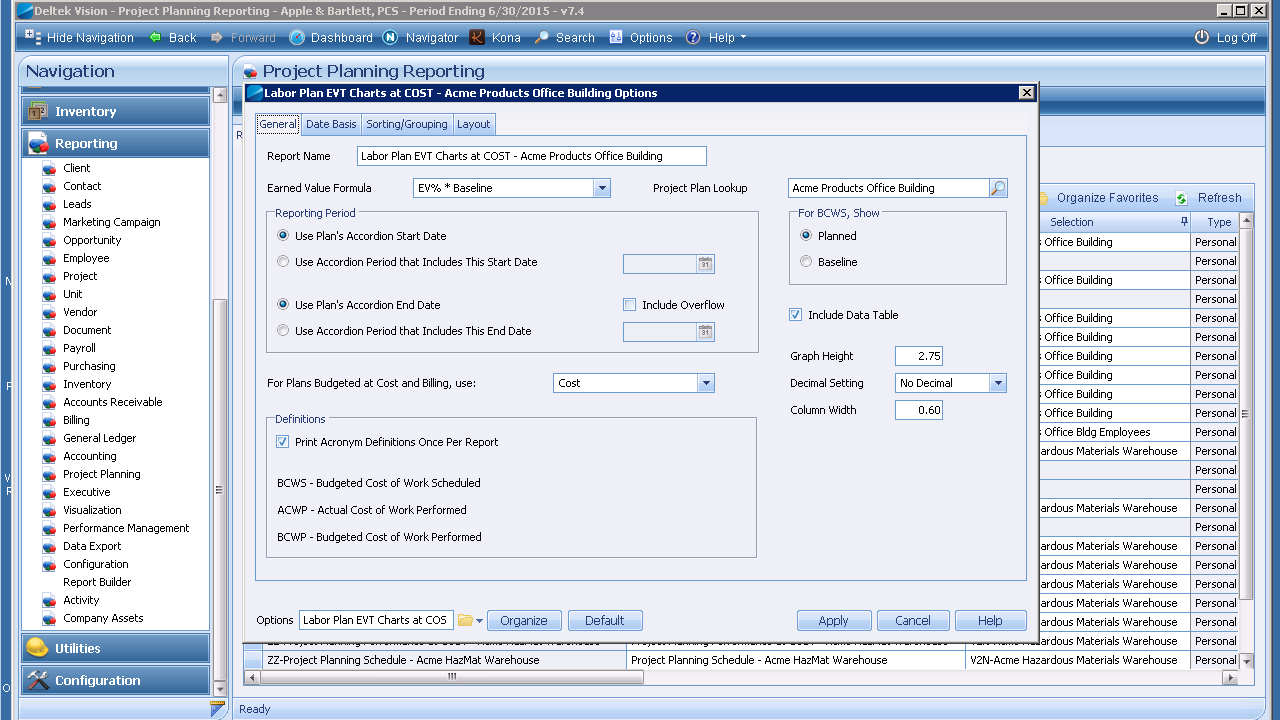 Deltek Vision - Project Planning Reporting - Apple & Bartlett, PCS - Period Ending 6/30/2015 - v7.4
Hide Navigation Back Forward Dashboard Navigator Kona Search Options Help Log Off
Navigation
Inventory
Reporting
Client
Contact
Leads
Marketing Campaign
Opportunity
Employee
Project
Unit
Vendor
Document
Payroll
Purchasing
Inventory
Accounts Receivable
Billing
General Ledger
Accounting
Project Planning
Executive
Visualization
Performance Management
Data Export
Configuration
Report Builder
Activity
Company Assets
Utilities
Configuration
Project Planning Reporting
Labor Plan EVT Charts at COST - Acme Products Office Building Options
General Date Basis Sorting/Grouping Layout
Report Name Labor Plan EVT Charts at COST - Acme Products Office Building
Earned Value Formula EV% * Baseline Project Plan Lookup Acme Products Office Building
Reporting Period
Use Plan's Accordion Start Date
Use Accordion Period that Includes This Start Date 31
Use Plan's Accordion End Date Include Overflow
Use Accordion Period that Includes This End Date 31
For BCWS, Show
Planned
Baseline
Include Data Table
Graph Height 2.75
For Plans Budgeted at Cost and Billing, use: Cost
Decimal Setting No Decimal
Column Width 0.60
Definitions
Print Acronym Definitions Once Per Report
BCWS - Budgeted Cost of Work Scheduled
ACWP - Actual Cost of Work Performed
BCWP - Budgeted Cost of Work Performed
Options Labor Plan EVT Charts at COS Organize Default Apply Cancel Help
Organize Favorites Refresh
Selection Type
Office Building Personal
Personal
Office Building Personal
Personal
Office Building Personal
Office Building Personal
Office Building Personal
Office Building Personal
Office Building Personal
Office Building Personal
Office Bldg Employees Personal
ardous Materials Warehouse Personal
Personal
Personal
ardous Materials Warehouse Personal
Personal
ardous Materials Warehouse Personal
ardous Materials Warehouse Personal
ardous Materials Warehouse Personal
ardous Materials Warehouse Personal
ardous Materials Warehouse Personal
ardous Materials Warehouse Personal
ZZ-Project Planning Schedule - Acme HazMat Warehouse Project Planning Schedule - Acme HazMat Warehouse V2N-Acme Hazardous Materials Warehouse Personal
Ready